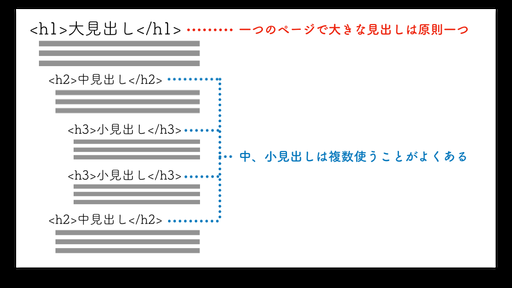 <h1>大見出し</h1> 一つのページで大きな見出しは原則一つ
<h2>中見出し</h2>
<h3>小見出し</h3>
中、小見出しは複数使うことがよくある
<h3>小見出し</h3>
<h2>中見出し</h2>